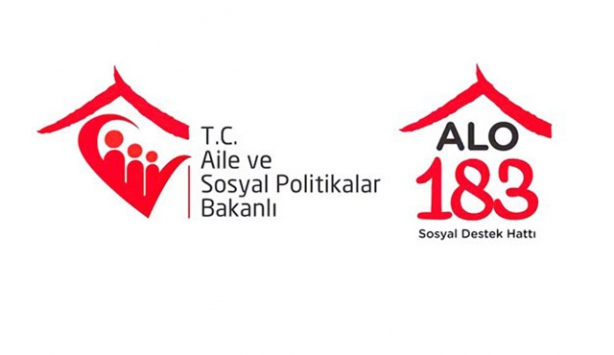 T.C.
Aile ve
Sosyal Politikalar
Bakanlı
ALO
183
Sosyal Destek Hattı